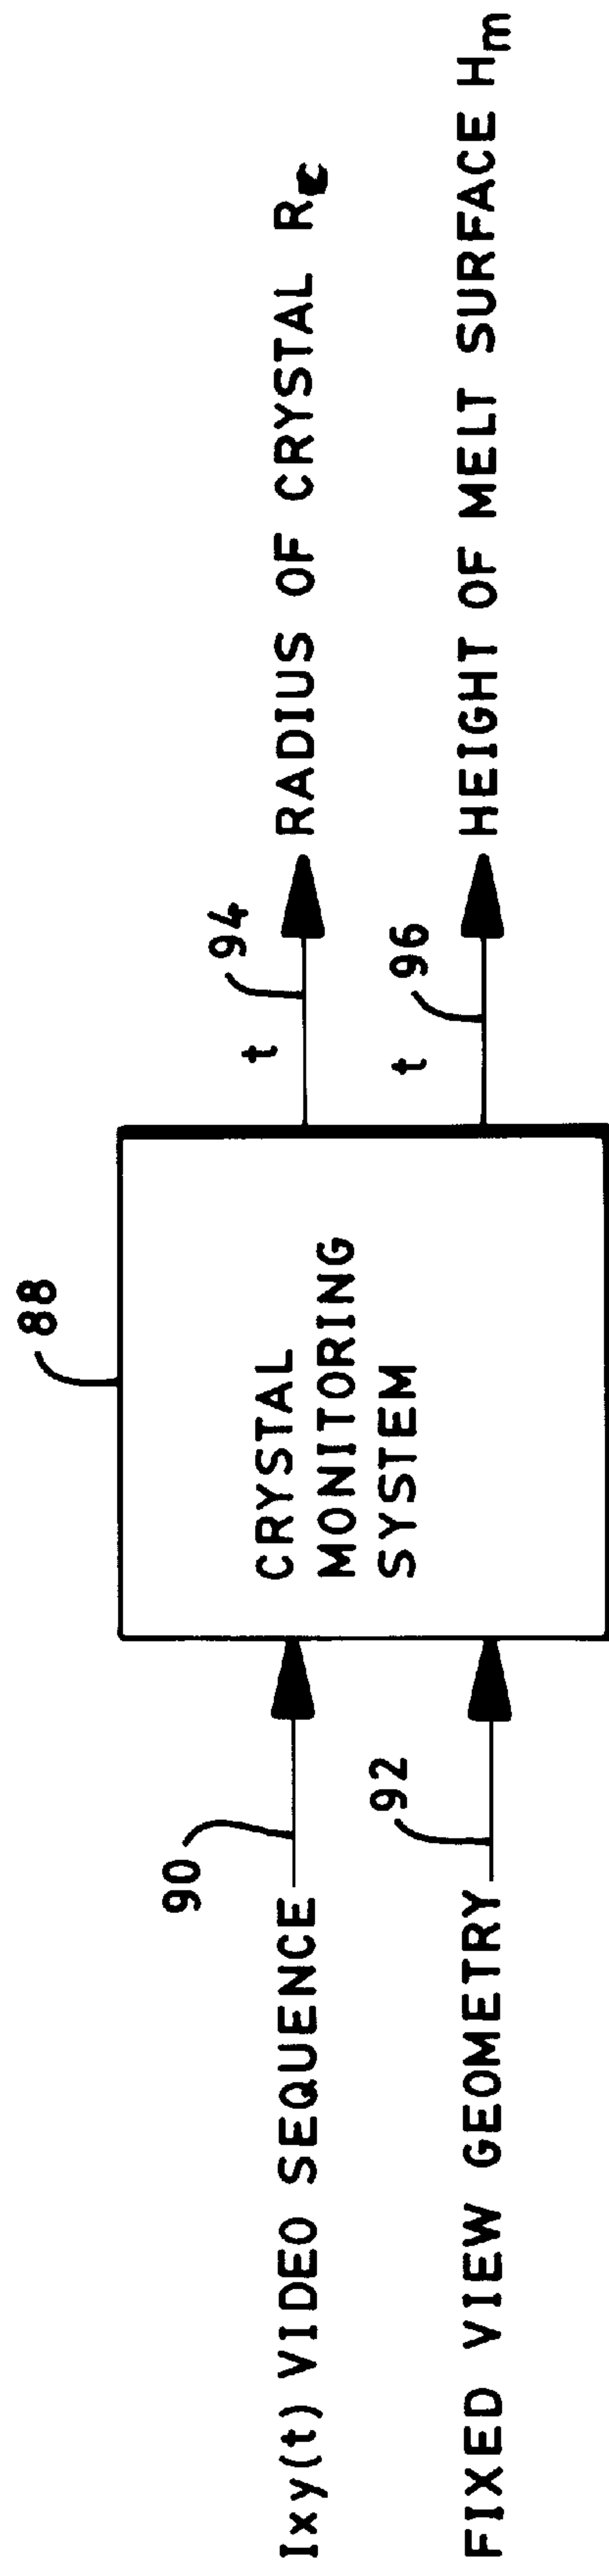 88
90
Ixy(t) VIDEO SEQUENCE
92
FIXED VIEW GEOMETRY
CRYSTAL
MONITORING
SYSTEM
t
94
RADIUS OF CRYSTAL R
t
96
HEIGHT OF MELT SURFACE Hm